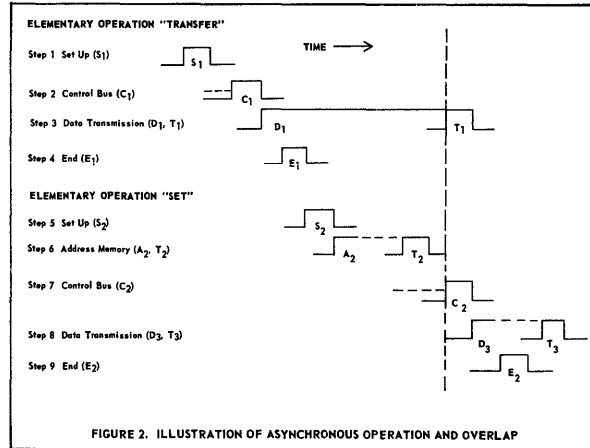 ELEMENTARY OPERATION "TRANSFER"
TIME
Step 1 Set Up (S1)
S1
Step 2 Control Bus (C1)
C1
Step 3 Data Transmission (D1, T1)
D1
T1
Step 4 End (E1)
E1
ELEMENTARY OPERATION "SET"
Step 5 Set Up (S2)
S2
Step 6 Address Memory (A2, T2)
A2
T2
Step 7 Control Bus (C2)
C2
Step 8 Data Transmission (D3, T3)
D3
T3
Step 9 End (E2)
E2
FIGURE 2. ILLUSTRATION OF ASYNCHRONOUS OPERATION AND OVERLAP